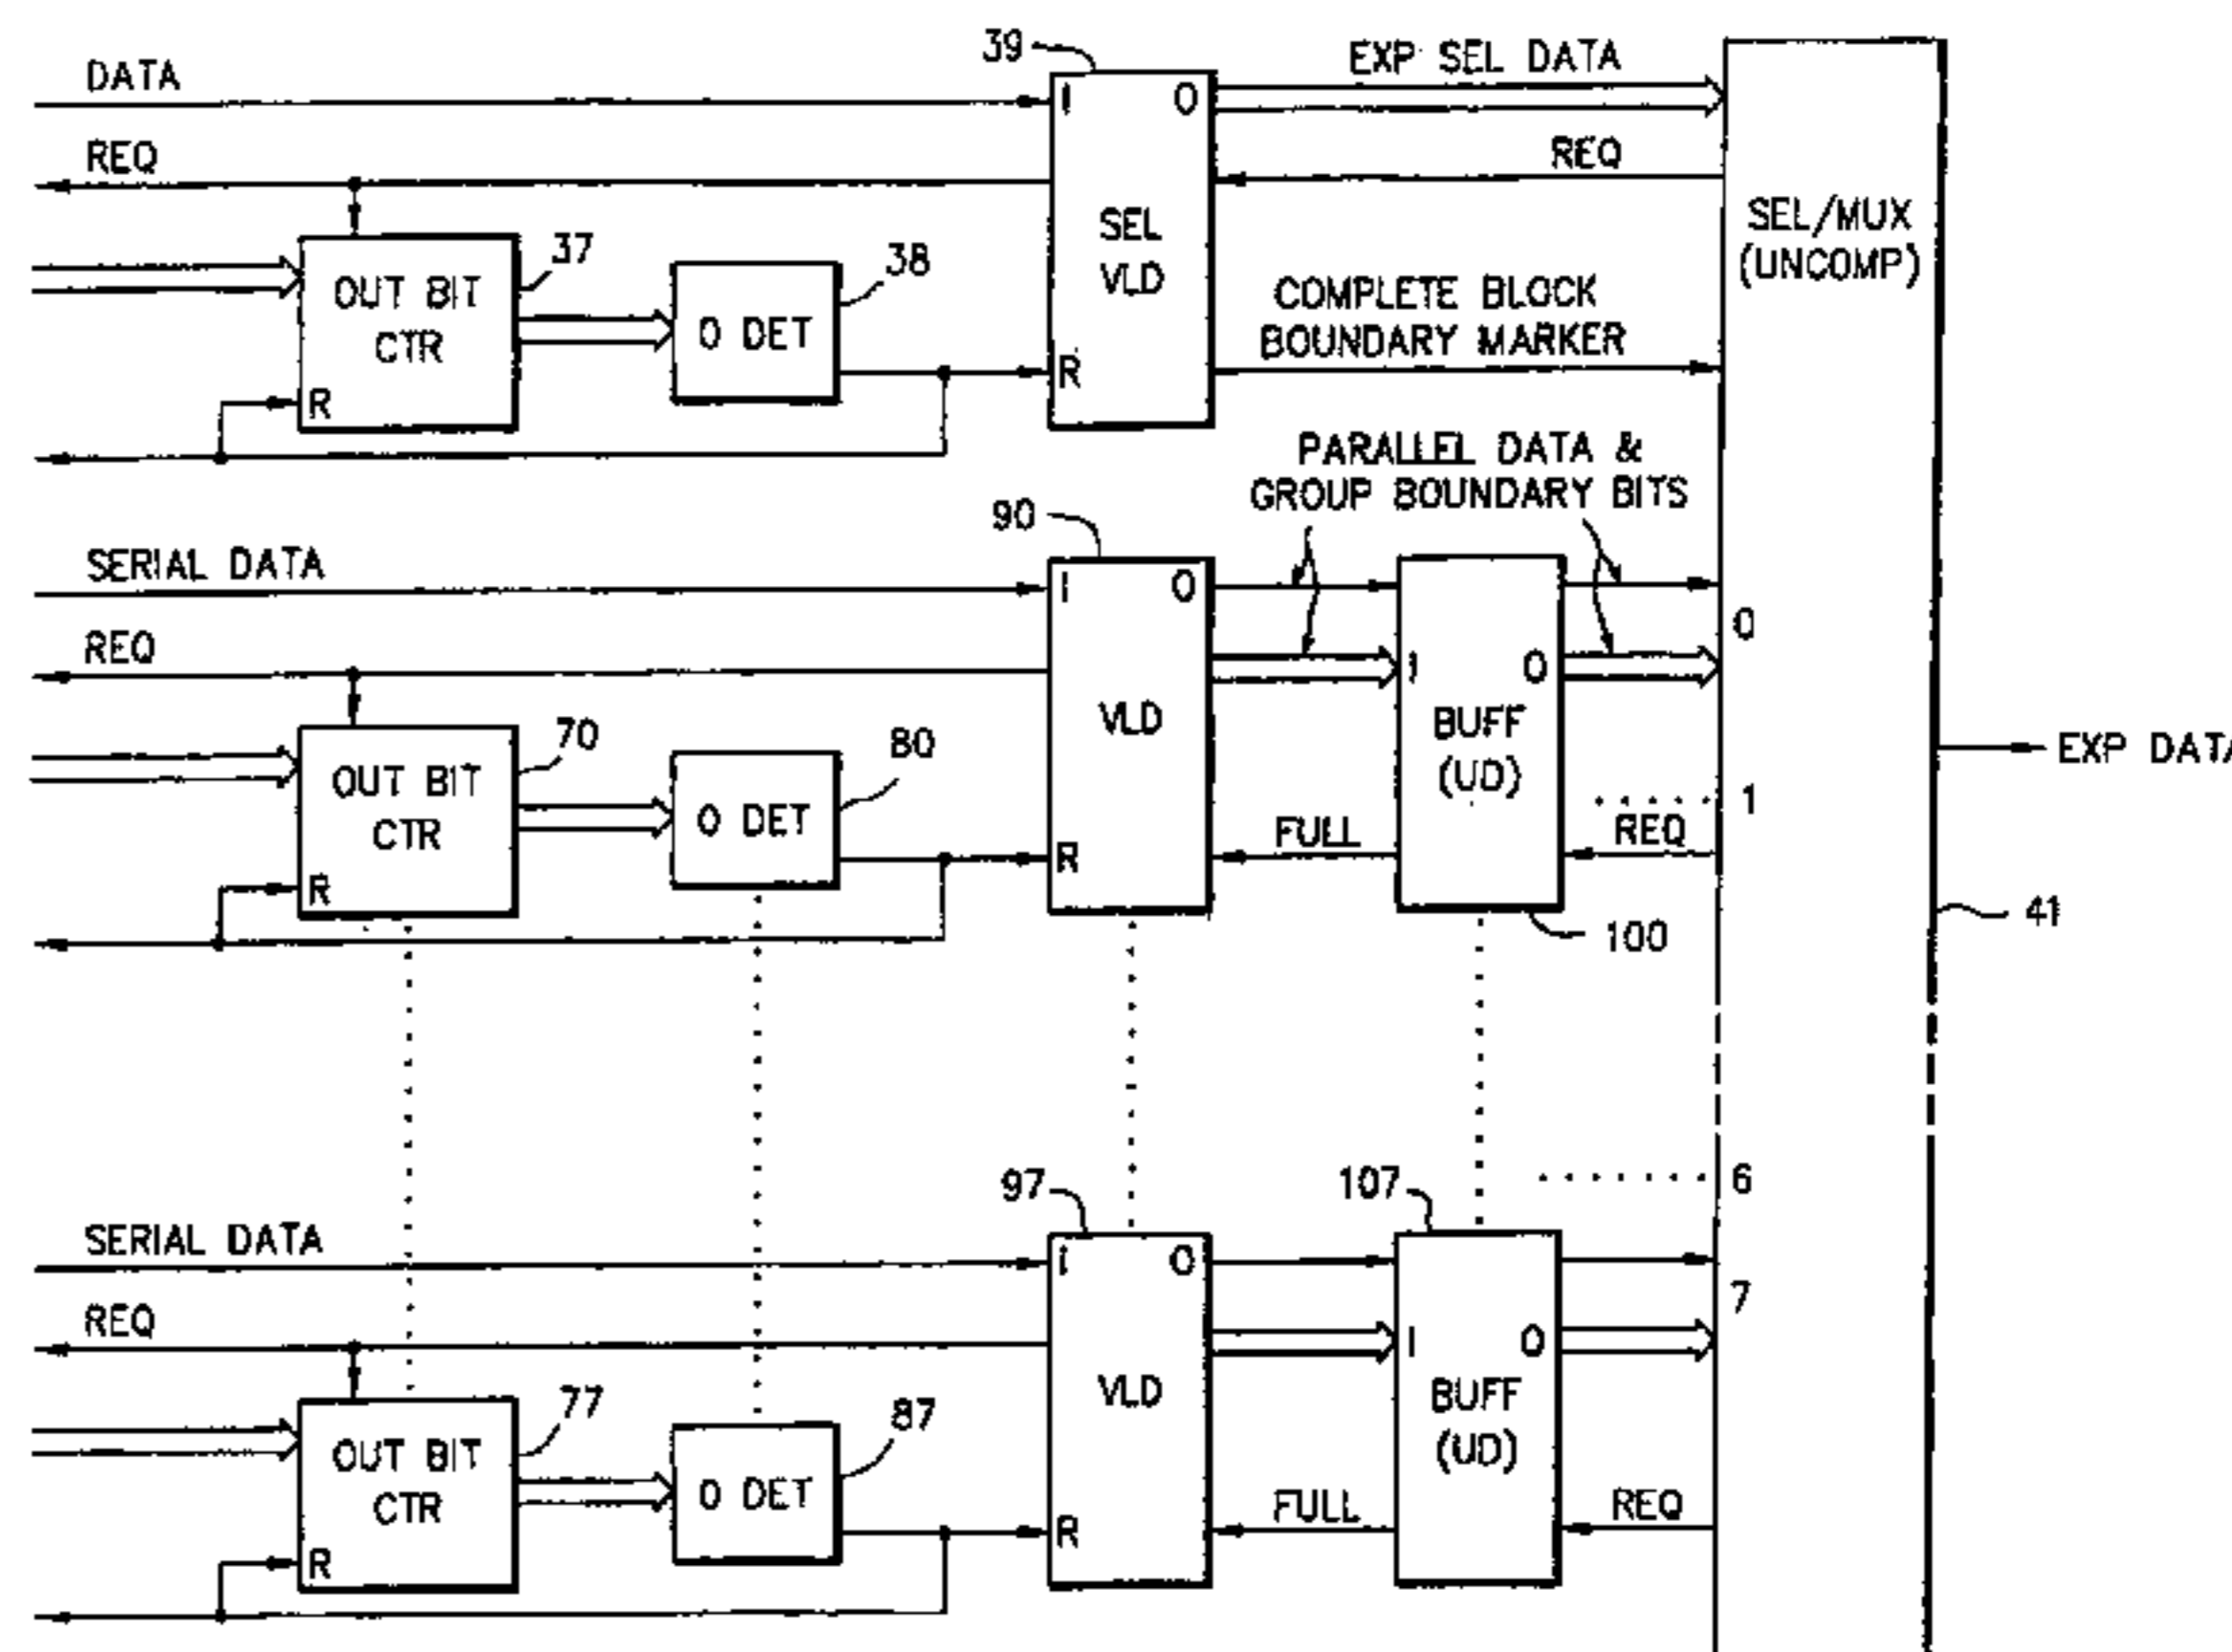 39
EXP SEL DATA
DATA
I
O
REQ
REQ
SEL
VLD
SEL/MUX
(UNCOMP)
37
38
OUT BIT
CTR
R
O DET
COMPLETE BLOCK
BOUNDARY MARKER
R
PARALLEL DATA &
GROUP BOUNDARY BITS
90
SERIAL DATA
I
O
0
REQ
I
O
VLD
BUFF
(UD)
70
80
OUT BIT
CTR
R
O DET
EXP DATA
1
FULL
REQ
R
41
100
97
107
6
SERIAL DATA
I
O
7
REQ
I
O
VLD
BUFF
(UD)
77
87
OUT BIT
CTR
R
O DET
FULL
REQ
R